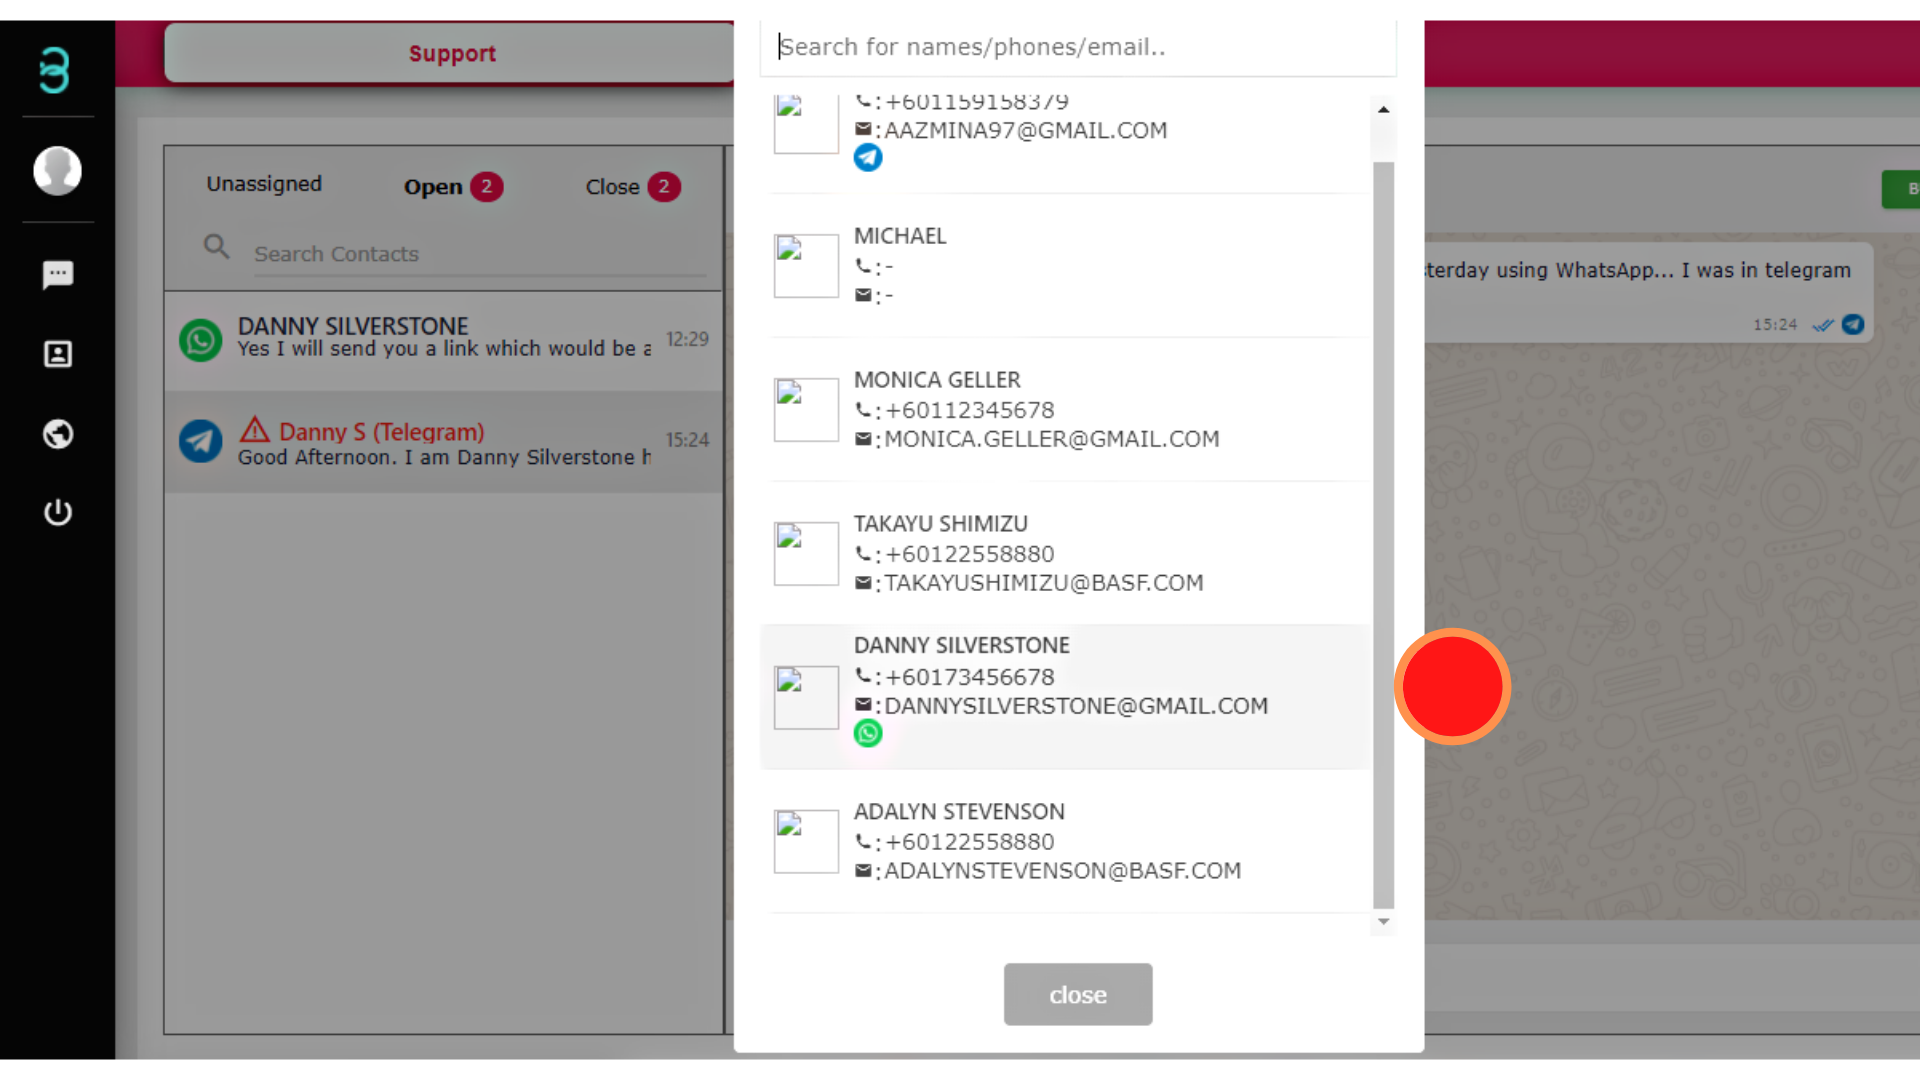 Support
Unassigned
Open 2
Close 2
Search Contacts
DANNY SILVERSTONE
Yes I will send you a link which would be a
12:29
Danny S (Telegram)
Good Afternoon. I am Danny Silverstone h
15:24
Search for names/phones/email..
:+601159158379
:AAZMINA97@GMAIL.COM
MICHAEL
:-
:-
MONICA GELLER
:+60112345678
:MONICA.GELLER@GMAIL.COM
TAKAYU SHIMIZU
:+60122558880
:TAKAYUSHIMIZU@BASF.COM
DANNY SILVERSTONE
:+60173456678
:DANNYSILVERSTONE@GMAIL.COM
ADALYN STEVENSON
:+60122558880
:ADALYNSTEVENSON@BASF.COM
close
B
sterday using WhatsApp... I was in telegram
15:24